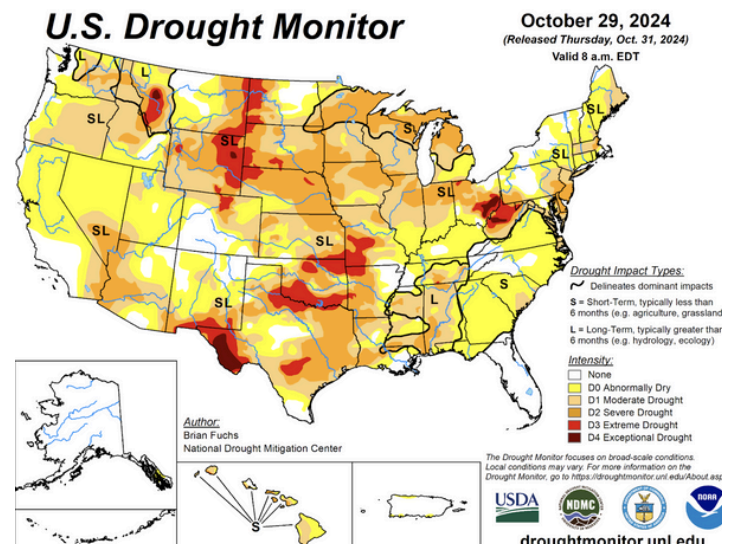 U.S. Drought Monitor
October 29, 2024
(Released Thursday, Oct. 31, 2024)
Valid 8 a.m. EDT
L
L
SL
SL
S
SL
SL
SL
SL
SL
SL
S
L
Drought Impact Types:
Delineates dominant impacts
S = Short-Term, typically less than
6 months (e.g. agriculture, grassland
L = Long-Term, typically greater than
6 months (e.g. hydrology, ecology)
Intensity:
None
D0 Abnormally Dry
D1 Moderate Drought
D2 Severe Drought
D3 Extreme Drought
D4 Exceptional Drought
Author:
Brian Fuchs
National Drought Mitigation Center
S
The Drought Monitor focuses on broad-scale conditions.
Local conditions may vary. For more information on the
Drought Monitor, go to https://droughtmonitor.unl.edu/About.asp
USDA
NDMC
NOAA
droughtmonitor.unl.edu